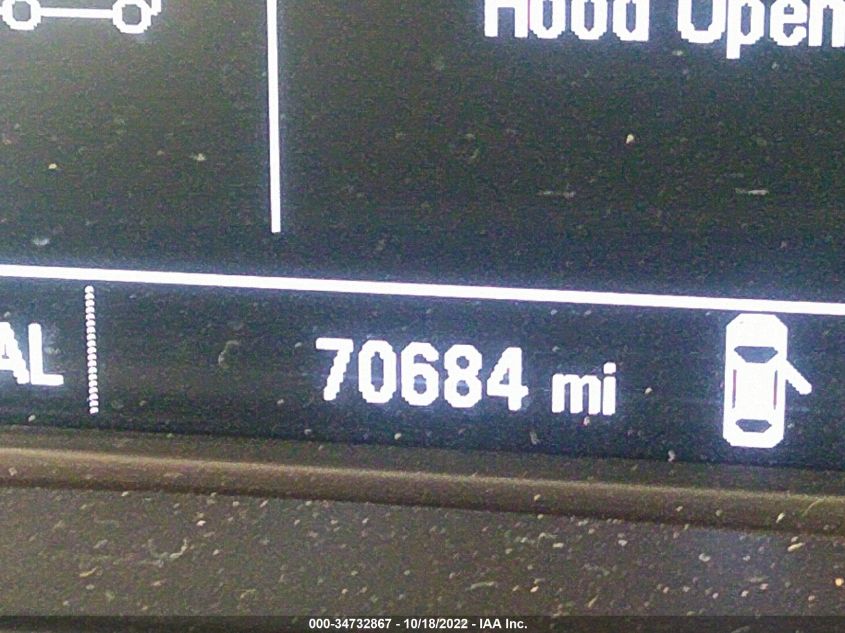 Hood Open
AL
70684 mi
000-34732867 - 10/18/2022 - IAA Inc.